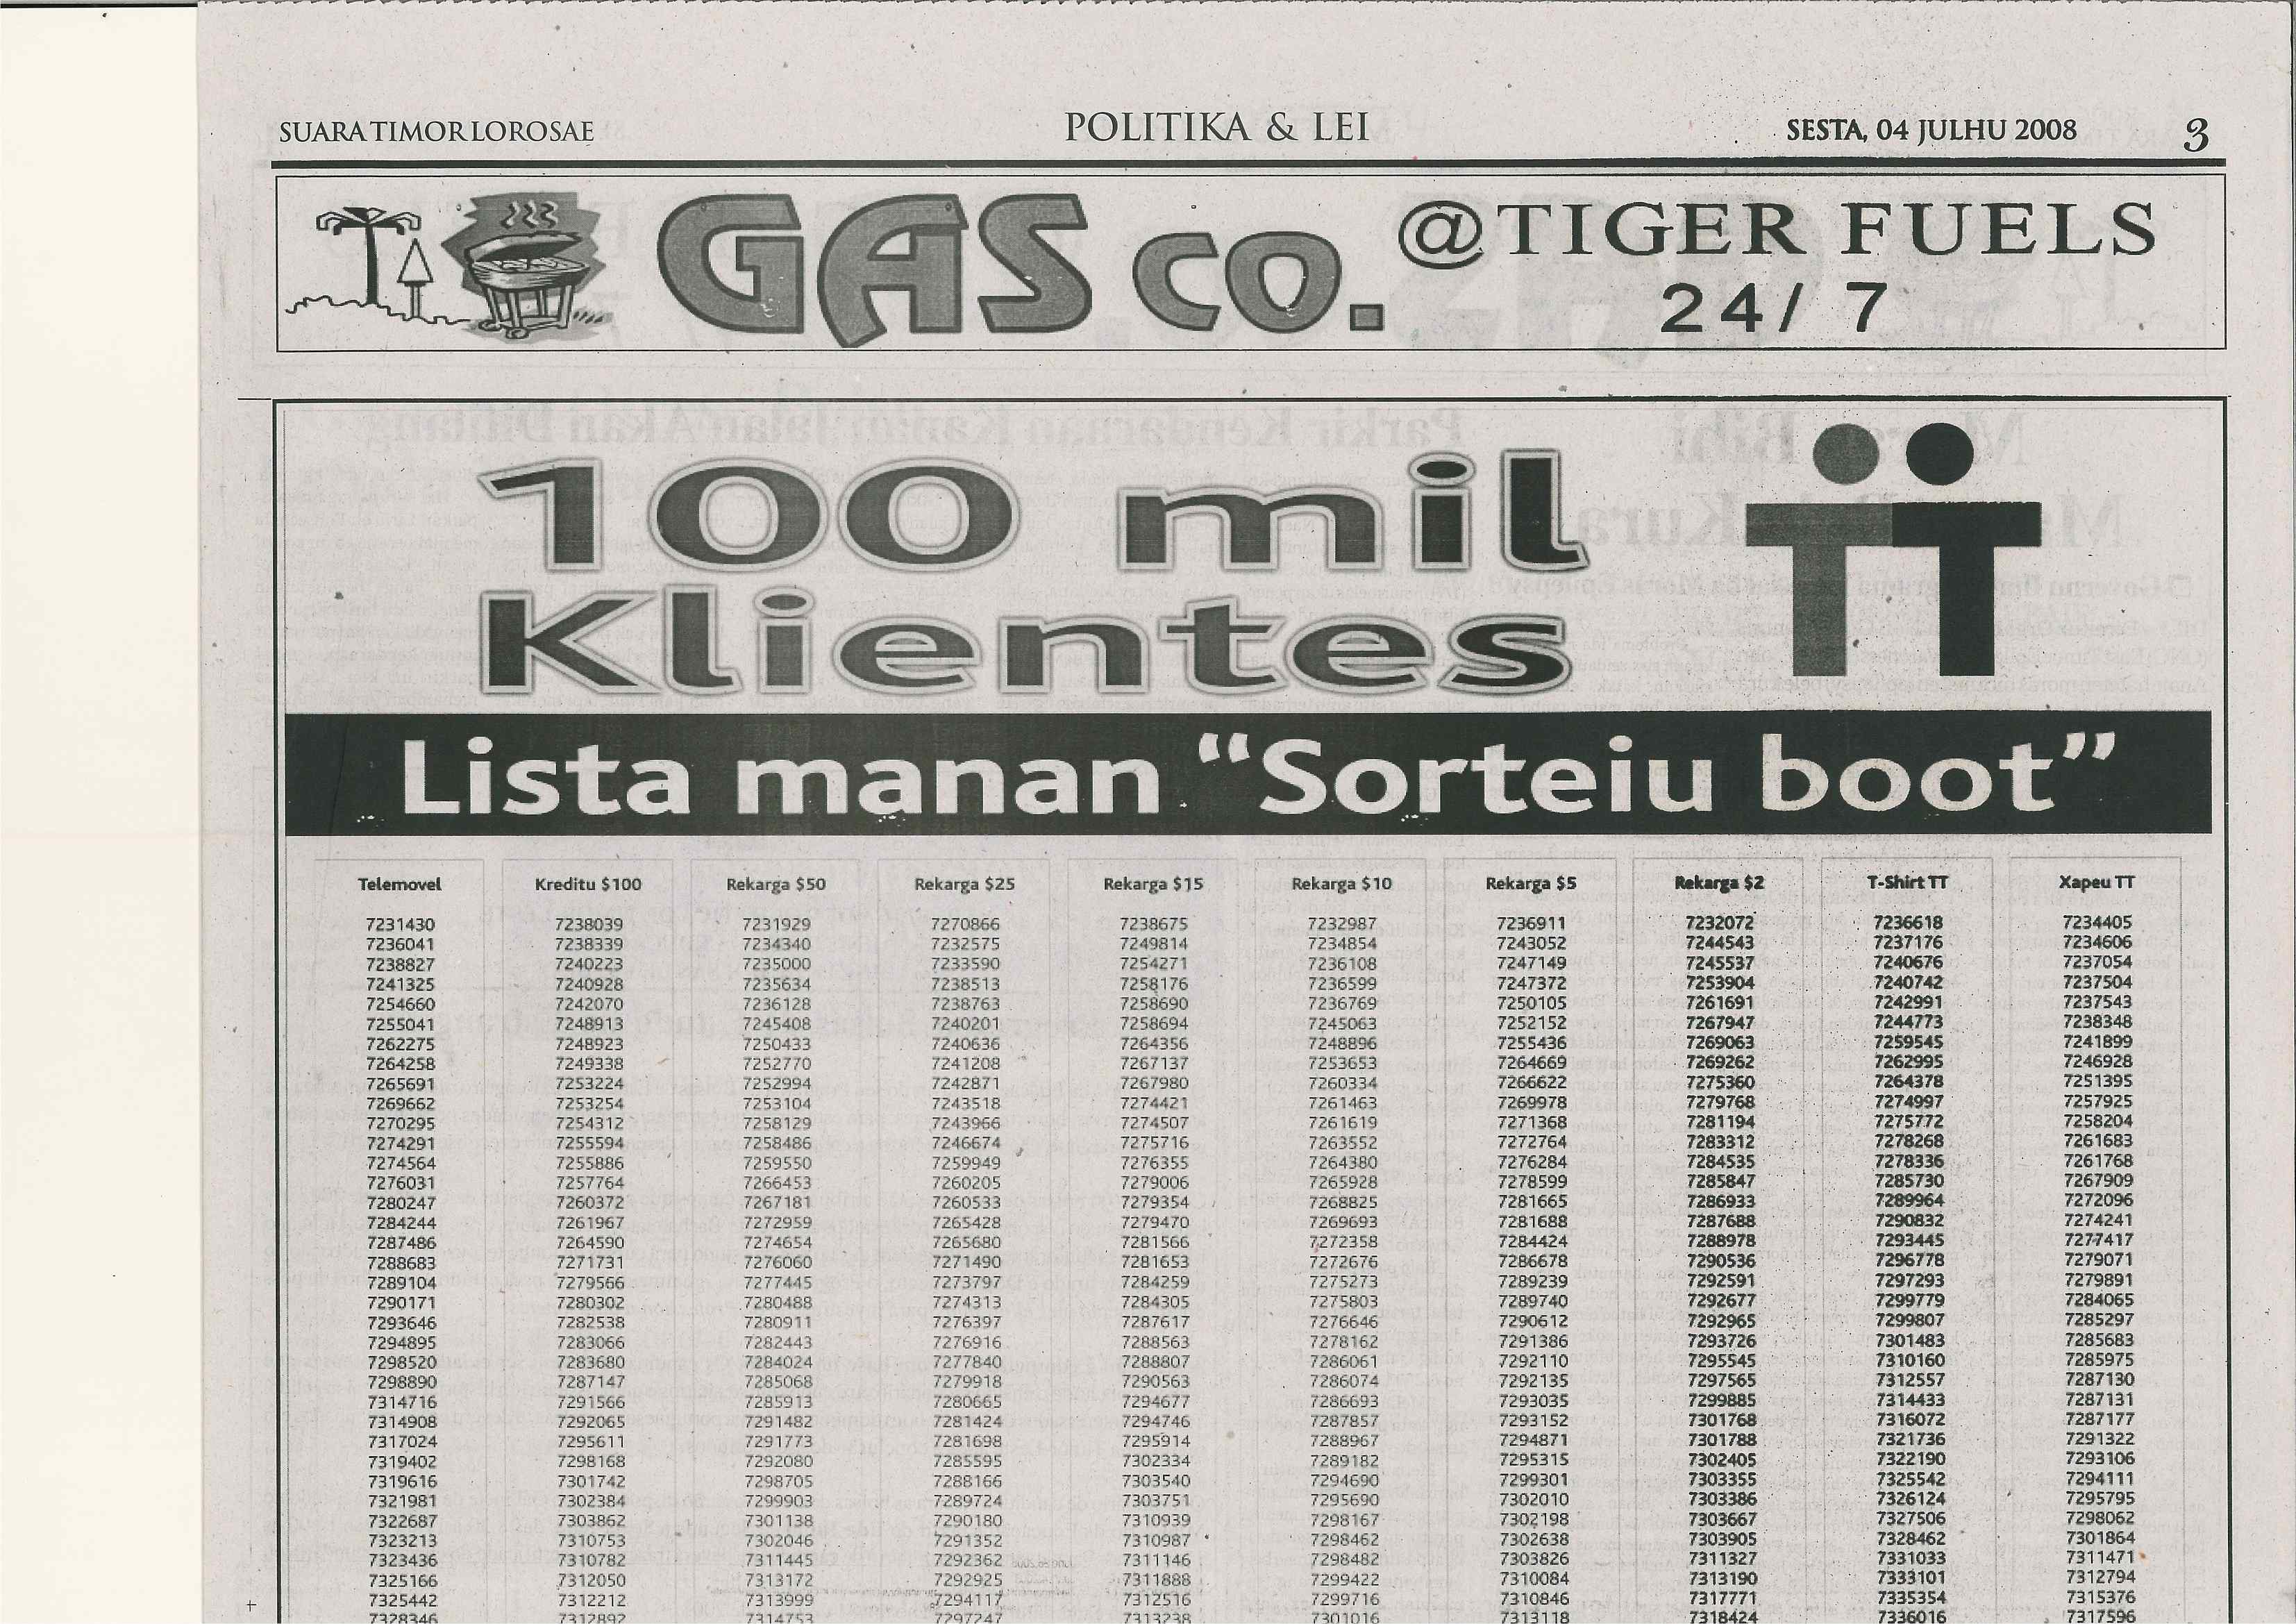 SUARA TIMOR LOROSAE POLITIKA & LEI SESTA, 04 JULHU 2008 3
GAS co. @TIGER FUELS
24/ 7
100 mil
Klientes
TT
Lista manan “Sorteiu boot”
Telemovel Kreditu $100 Rekarga $50 Rekarga $25 Rekarga $15 Rekarga $10 Rekarga $5 Rekarga $2 T-Shirt TT Xapeu TT
7231430 7238039 7231929 7270866 7238675 7232987 7236911 7232072 7236618 7234405
7236041 7238339 7234340 7232575 7249814 7234854 7243052 7244543 7237176 7234606
7238827 7240223 7235000 7233590 7254271 7236108 7247149 7245537 7240676 7237054
7241325 7240928 7235634 7238513 7258176 7236599 7247372 7253904 7240742 7237504
7254660 7242070 7236128 7238763 7258690 7236769 7250105 7261691 7242991 7237543
7255041 7248913 7245408 7240201 7258694 7245063 7252152 7267947 7244773 7238348
7262275 7248923 7250433 7240636 7264356 7248896 7255436 7269063 7259545 7241899
7264258 7249338 7252770 7241208 7267137 7253653 7264669 7269262 7262995 7246928
7265691 7253224 7252994 7242871 7267980 7260334 7266622 7275360 7264378 7251395
7269662 7253254 7253104 7243518 7274421 7261463 7269978 7279768 7274997 7257925
7270295 7254312 7258129 7243966 7274507 7261619 7271368 7281194 7275772 7258204
7274291 7255594 7258486 7246674 7275716 7263552 7272764 7283312 7278268 7261683
7274564 7255886 7259550 7259949 7276355 7264380 7276284 7284535 7278336 7261768
7276031 7257764 7266453 7260205 7279006 7265928 7278599 7285847 7285730 7267909
7280247 7260372 7267181 7260533 7279354 7268825 7281665 7286933 7289964 7272096
7284244 7261967 7272959 7265428 7279470 7269693 7281688 7287688 7290832 7274241
7287486 7264590 7274654 7265680 7281566 7272358 7284424 7288978 7293445 7277417
7288683 7271731 7276060 7271490 7281653 7272676 7286678 7290536 7296778 7279071
7289104 7279566 7277445 7273797 7284259 7275273 7289239 7292591 7297293 7279891
7290171 7280302 7280488 7274313 7284305 7275803 7289740 7292677 7299779 7284065
7293646 7282538 7280911 7276397 7287617 7276646 7290612 7292965 7299807 7285297
7294895 7283066 7282443 7276916 7288563 7278162 7291386 7293726 7301483 7285683
7298520 7283680 7284024 7277840 7288807 7286061 7292110 7295545 7310160 7285975
7298890 7287147 7285068 7279918 7290563 7286074 7292135 7297565 7312557 7287130
7314716 7291566 7285913 7280665 7294677 7286693 7293035 7299885 7314433 7287131
7314908 7292065 7291482 7281424 7294746 7287857 7293152 7301768 7316072 7287177
7317024 7295611 7291773 7281698 7295914 7288967 7294871 7301788 7321736 7291322
7319402 7298168 7292080 7285595 7302334 7289182 7295315 7302405 7322190 7293106
7319616 7301742 7298705 7288166 7303540 7294690 7299301 7303355 7325542 7294111
7321981 7302384 7299903 7289724 7303751 7295690 7302010 7303386 7326124 7295795
7322687 7303862 7301138 7290180 7310939 7298167 7302198 7303667 7327506 7298062
7323213 7310753 7302046 7291352 7310987 7298462 7302638 7303905 7328462 7301864
7323436 7310782 7311445 7292362 7311146 7298482 7303826 7311327 7331033 7311471
7325166 7312050 7313172 7292925 7311888 7299422 7310084 7313190 7333101 7312794
7325442 7312212 7313999 7294117 7312516 7299716 7310846 7317771 7335354 7315376
7328346 7312892 7314753 7297247 7313238 7301016 7313118 7318424 7336016 7317596